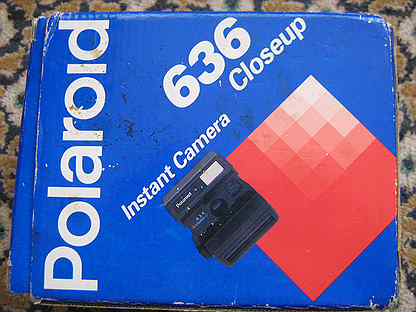 Polaroid
636
Closeup
Instant Camera
Polaroid